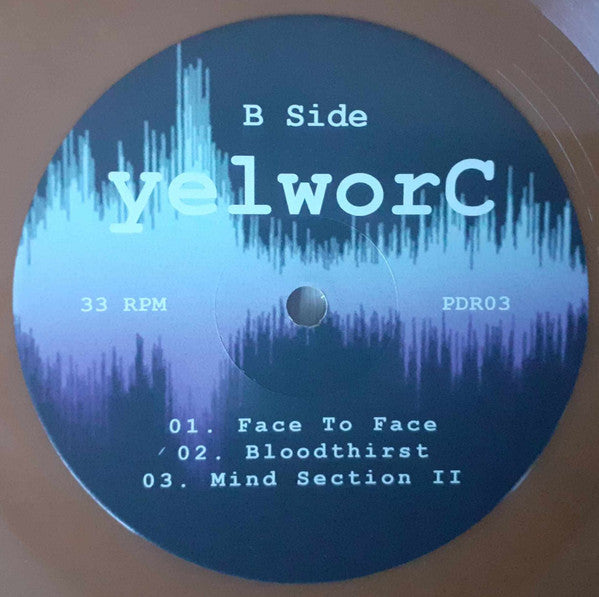 B Side
yelworC
33 RPM
PDR03
01. Face To Face
02. Bloodthirst
03. Mind Section II